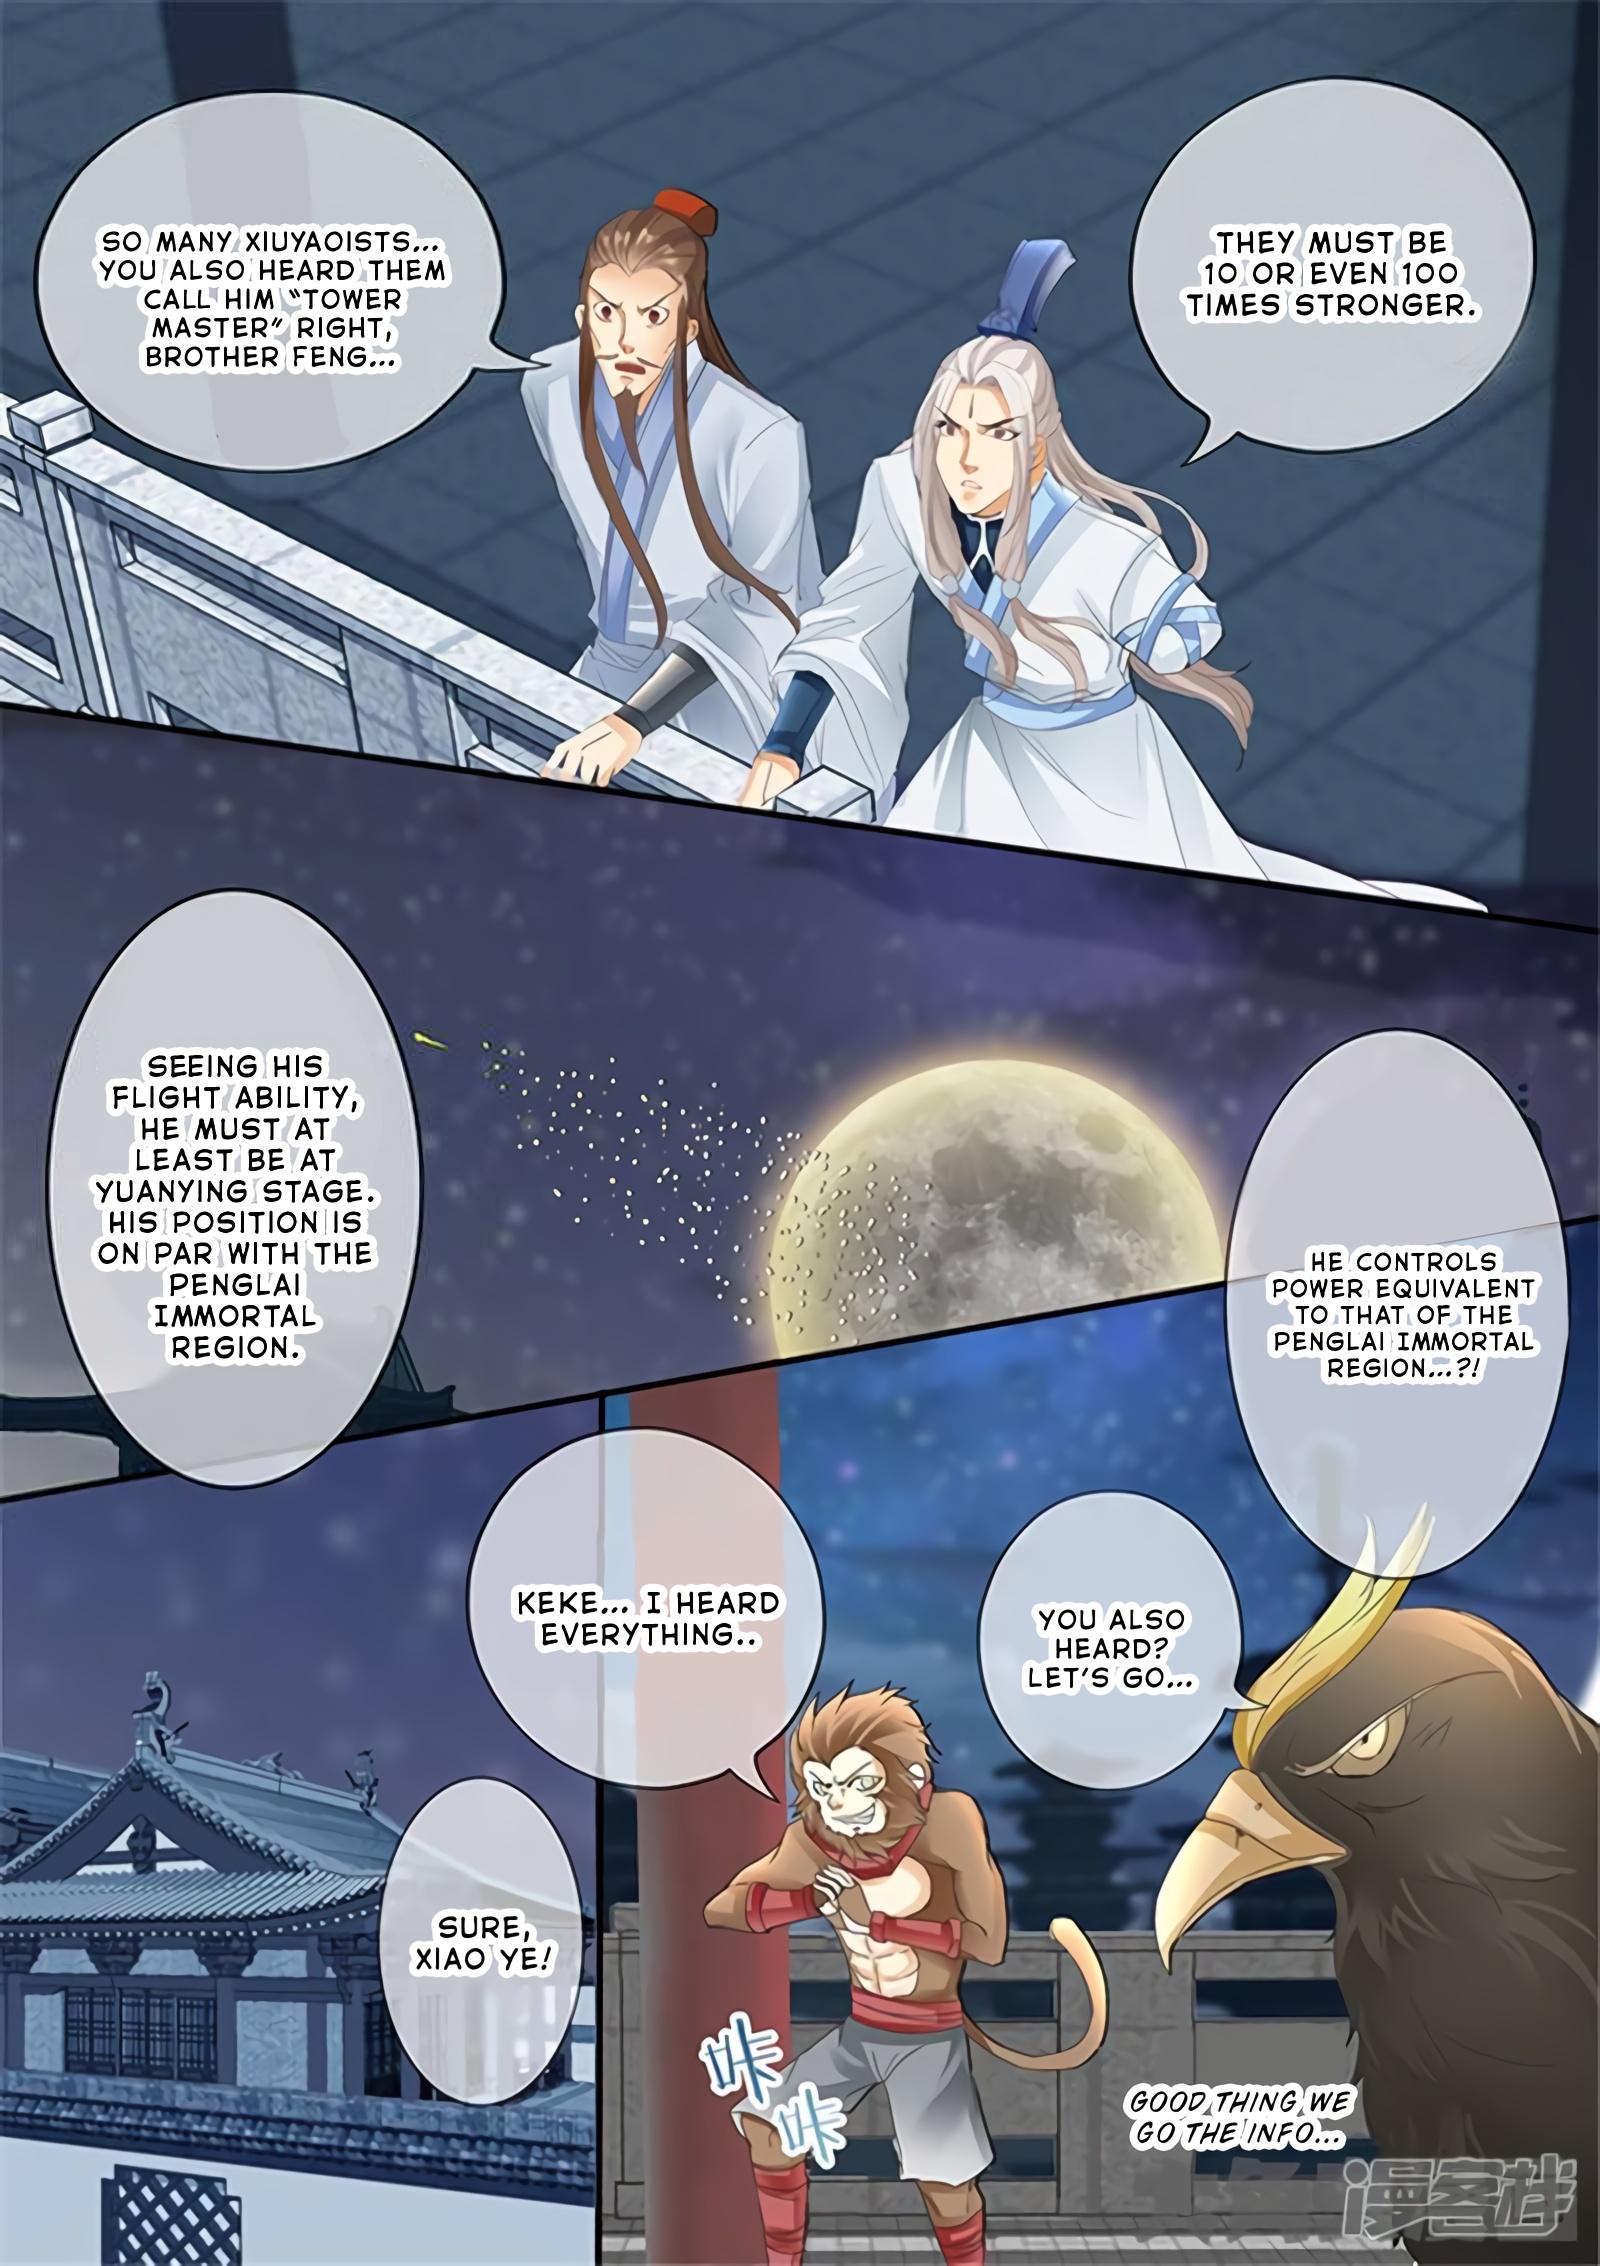 SO MANY XIUYAOISTS...
YOU ALSO HEARD THEM
CALL HIM "TOWER
MASTER" RIGHT,
BROTHER FENG...
THEY MUST BE
10 OR EVEN 100
TIMES STRONGER.
SEEING HIS
FLIGHT ABILITY,
HE MUST AT
LEAST BE AT
YUANYING STAGE.
HIS POSITION IS
ON PAR WITH THE
PENGLAI
IMMORTAL
REGION.
HE CONTROLS
POWER EQUIVALENT
TO THAT OF THE
PENGLAI IMMORTAL
REGION...?!
KEKE... I HEARD
EVERYTHING..
YOU ALSO
HEARD?
LET'S GO...
SURE,
XIAO YE!
咔
咔
GOOD THING WE
GO THE INFO...
漫客栈